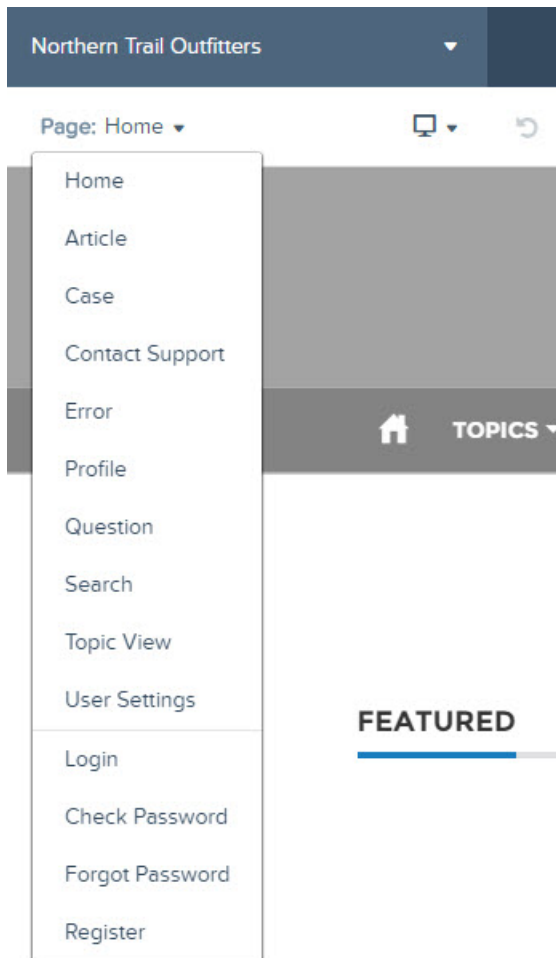 Northern Trail Outfitters
Page: Home
Home
Article
Case
Contact Support
Error
Profile
Question
Search
Topic View
User Settings
Login
Check Password
Forgot Password
Register
TOPICS
FEATURED